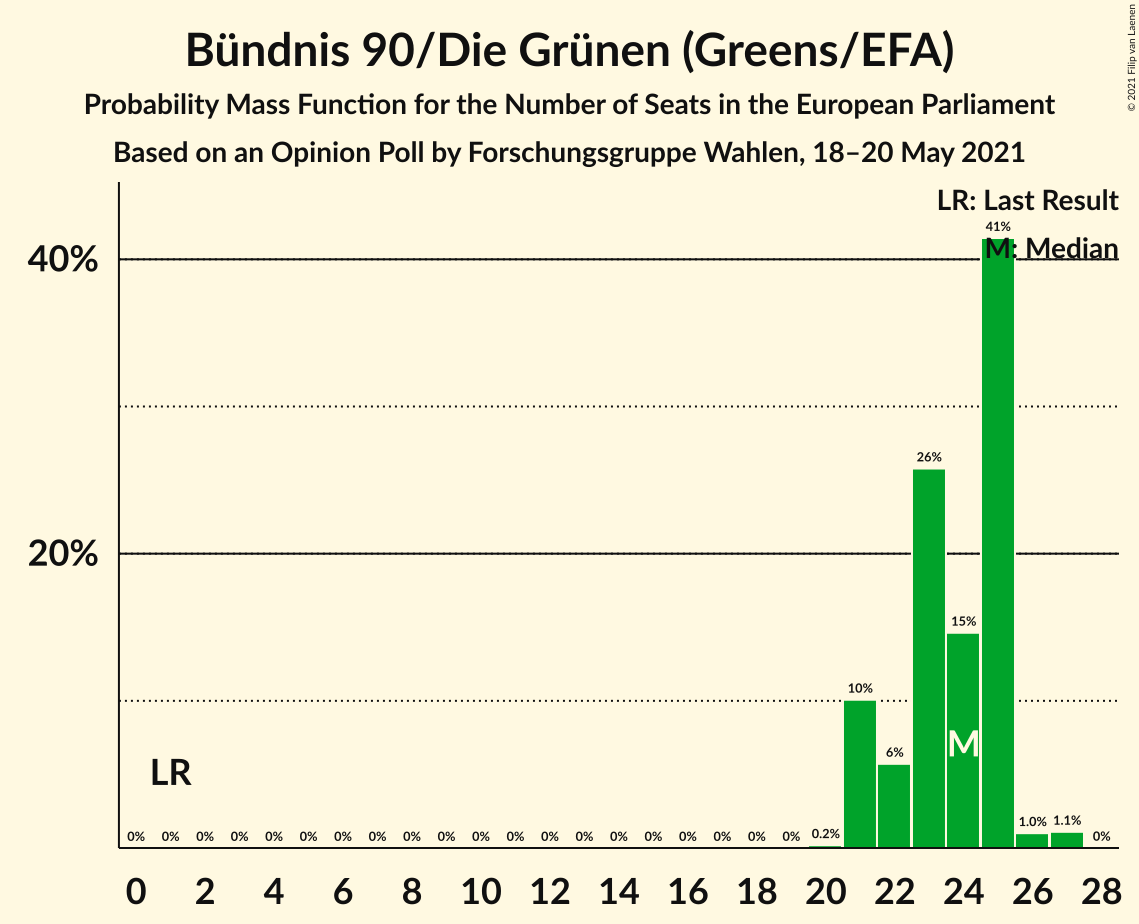 Bündnis 90/Die Grünen (Greens/EFA)
Probability Mass Function for the Number of Seats in the European Parliament
Based on an Opinion Poll by Forschungsgruppe Wahlen, 18–20 May 2021
© 2021 Filip van Laenen
LR: Last Result
M: Median
40%
20%
41%
26%
15%
10%
6%
M
LR
0% 0% 0% 0% 0% 0% 0% 0% 0% 0% 0% 0% 0% 0% 0% 0% 0% 0% 0% 0% 0.2% 1.0% 1.1% 0%
0 2 4 6 8 10 12 14 16 18 20 22 24 26 28